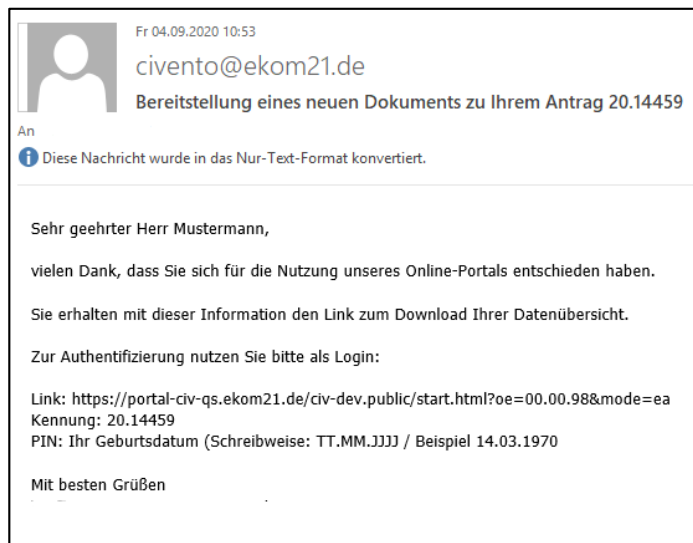 Fr 04.09.2020 10:53
civento@ekom21.de
Bereitstellung eines neuen Dokuments zu Ihrem Antrag 20.14459
An
Diese Nachricht wurde in das Nur-Text-Format konvertiert.
Sehr geehrter Herr Mustermann,
vielen Dank, dass Sie sich für die Nutzung unseres Online-Portals entschieden haben.
Sie erhalten mit dieser Information den Link zum Download Ihrer Datenübersicht.
Zur Authentifizierung nutzen Sie bitte als Login:
Link: https://portal-civ-qs.ekom21.de/civ-dev.public/start.html?oe=00.00.98&mode=ea
Kennung: 20.14459
PIN: Ihr Geburtsdatum (Schreibweise: TT.MM.JJJJ / Beispiel 14.03.1970
Mit besten Grüßen